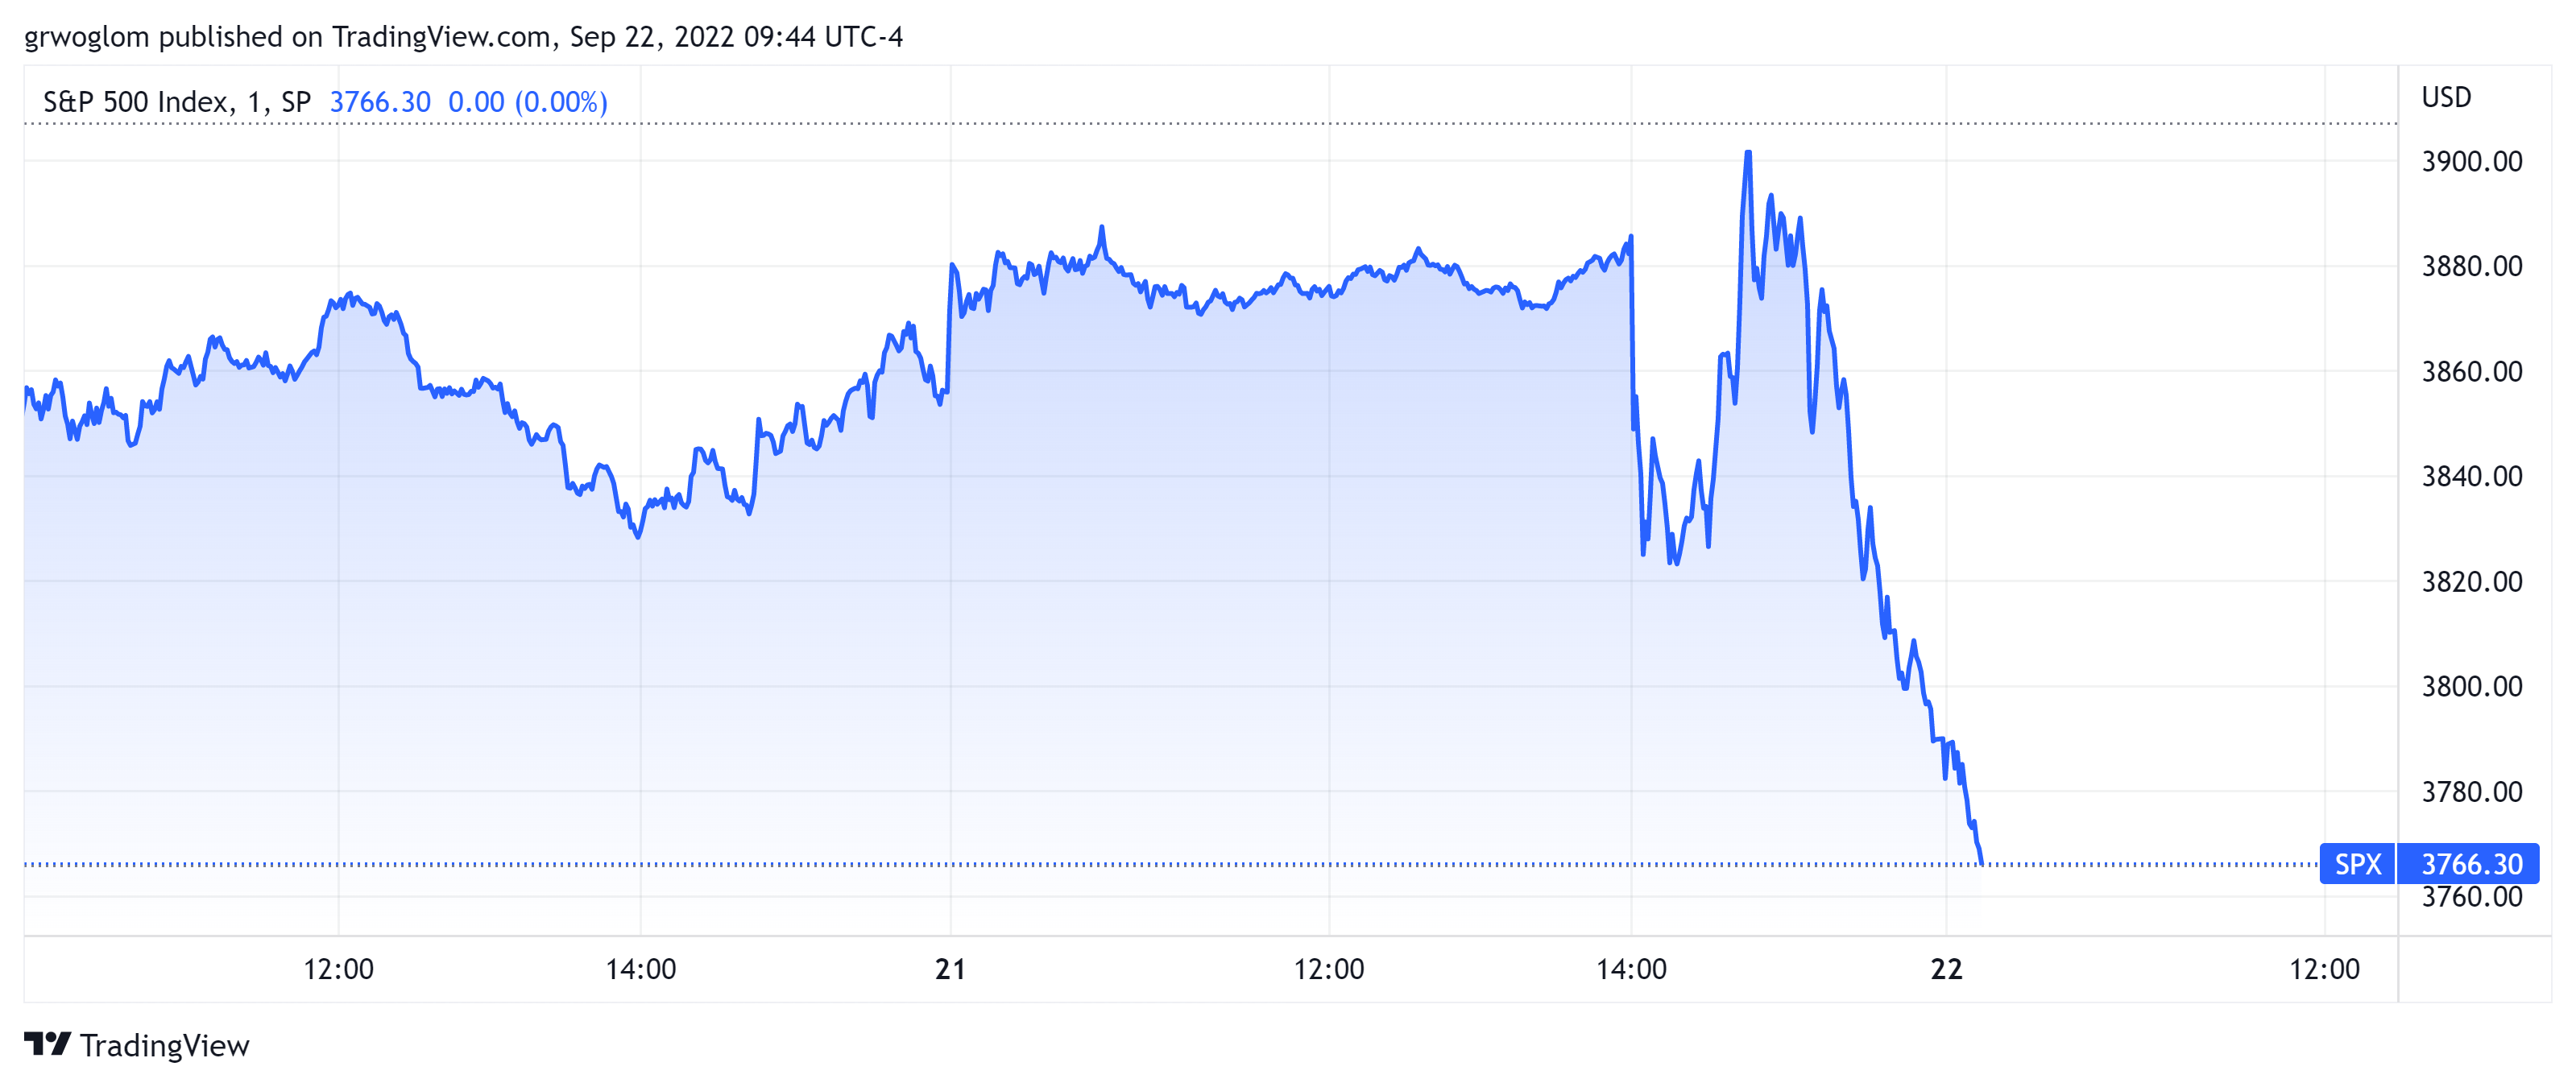 grwoglom published on TradingView.com, Sep 22, 2022 09:44 UTC-4
S&P 500 Index, 1, SP 3766.30 0.00 (0.00%)
USD
3900.00
3880.00
3860.00
3840.00
3820.00
3800.00
3780.00
SPX 3766.30
3760.00
12:00 14:00 21 12:00 14:00 22 12:00
TradingView